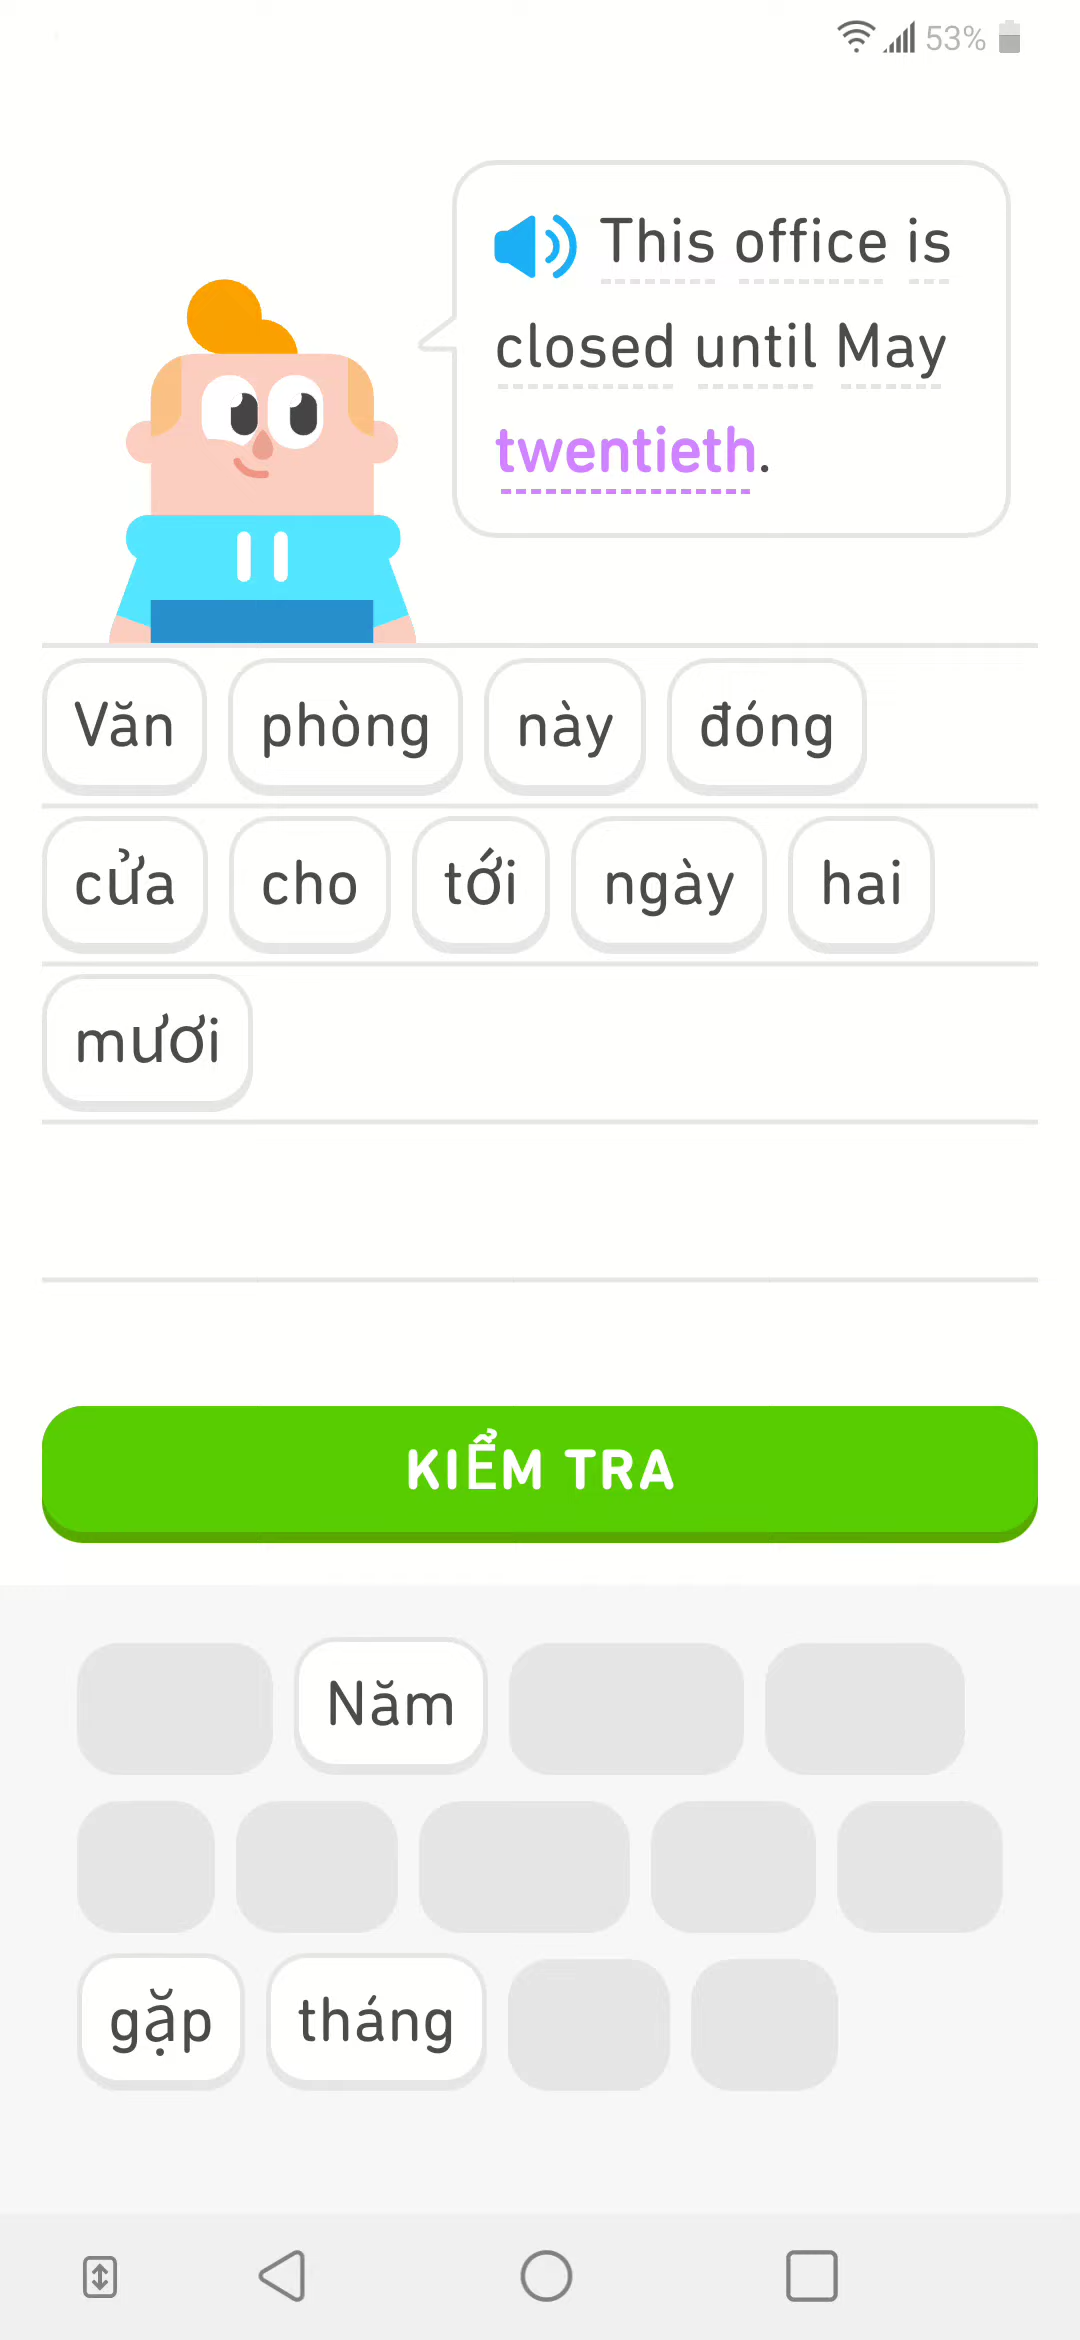 53%
This office is
closed until May
twentieth.
Văn phòng này đóng
cửa cho tới ngày hai
mươi
KIỂM TRA
Năm
gặp tháng